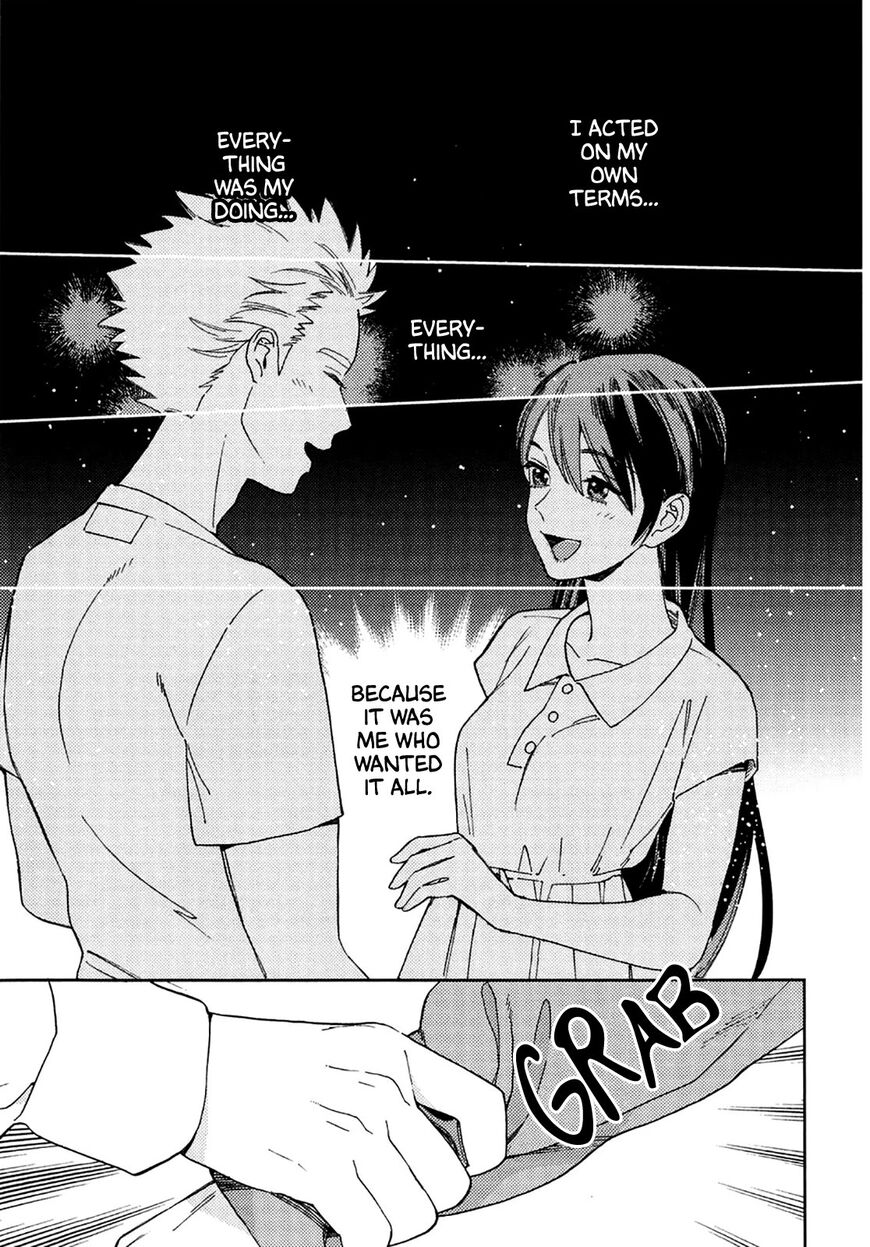 I ACTED
ON MY
OWN
TERMS...
EVERY-
THING
WAS MY
DOING...
EVERY-
THING...
BECAUSE
IT WAS
ME WHO
WANTED
IT ALL.
GRAB